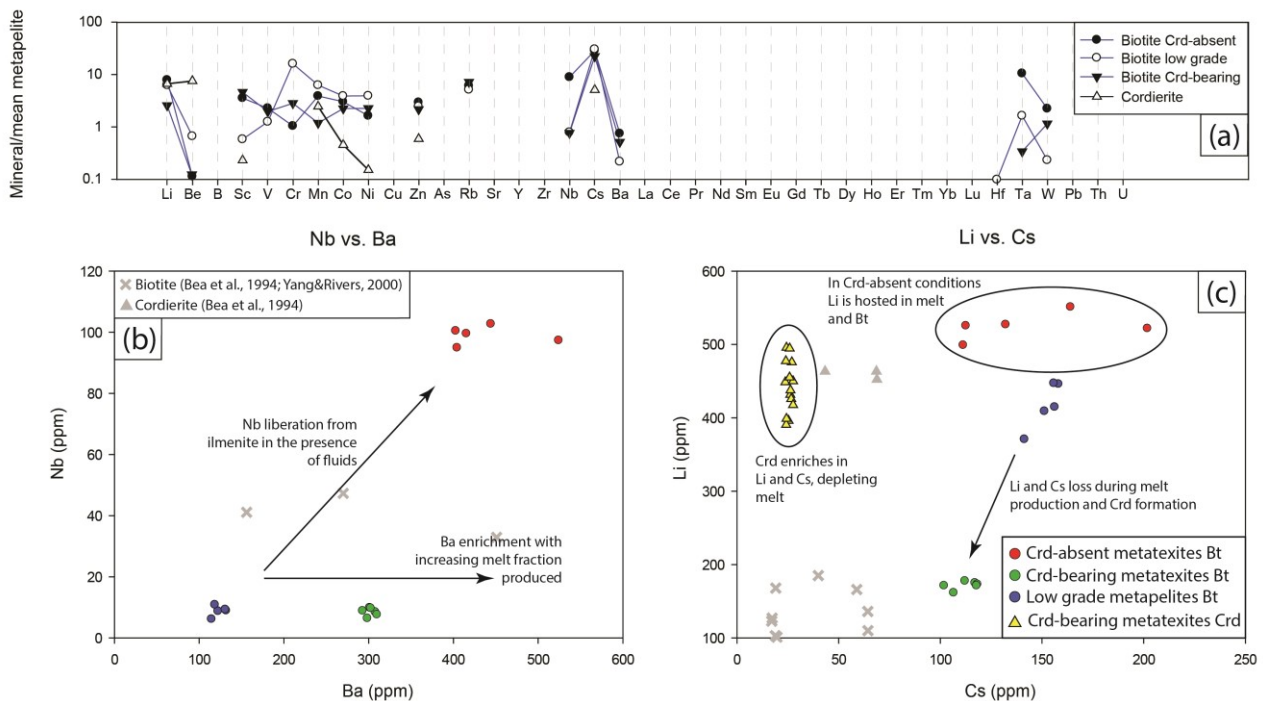 Mineral/mean metapelite
100
10
1
0.1
Biotite Crd-absent
Biotite low grade
Biotite Crd-bearing
Cordierite
(a)
Li Be B Sc V Cr Mn Co Ni Cu Zn As Rb Sr Y Zr Nb Cs Ba La Ce Pr Nd Sm Eu Gd Tb Dy Ho Er Tm Yb Lu Hf Ta W Pb Th U
Nb vs. Ba
Biotite (Bea et al., 1994; Yang&Rivers, 2000)
Cordierite (Bea et al., 1994)
(b)
120
100
80
60
40
20
0
Nb (ppm)
Nb liberation from
ilmenite in the presence
of fluids
Ba enrichment with
increasing melt fraction
produced
0 100 200 300 400 500 600
Ba (ppm)
Li vs. Cs
(c)
600
500
400
300
200
100
Li (ppm)
In Crd-absent conditions
Li is hosted in melt
and Bt
Crd enriches in
Li and Cs, depleting
melt
Li and Cs loss during melt
production and Crd formation
Crd-absent metatexites Bt
Crd-bearing metatexites Bt
Low grade metapelites Bt
Crd-bearing metatexites Crd
0 50 100 150 200 250
Cs (ppm)